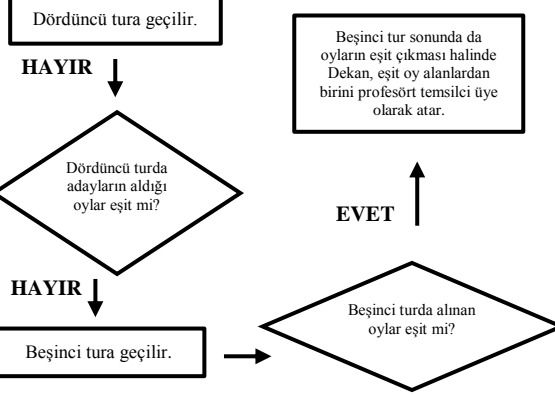 Dördüncü tura geçilir.
HAYIR
Dördüncü turda
adayların aldığı
oylar eşit mi?
HAYIR
Beşinci tura geçilir.
Beşinci turda alınan
oylar eşit mi?
EVET
Beşinci tur sonunda da
oyların eşit çıkması halinde
Dekan, eşit oy alanlardan
birini profesört temsilci üye
olarak atar.